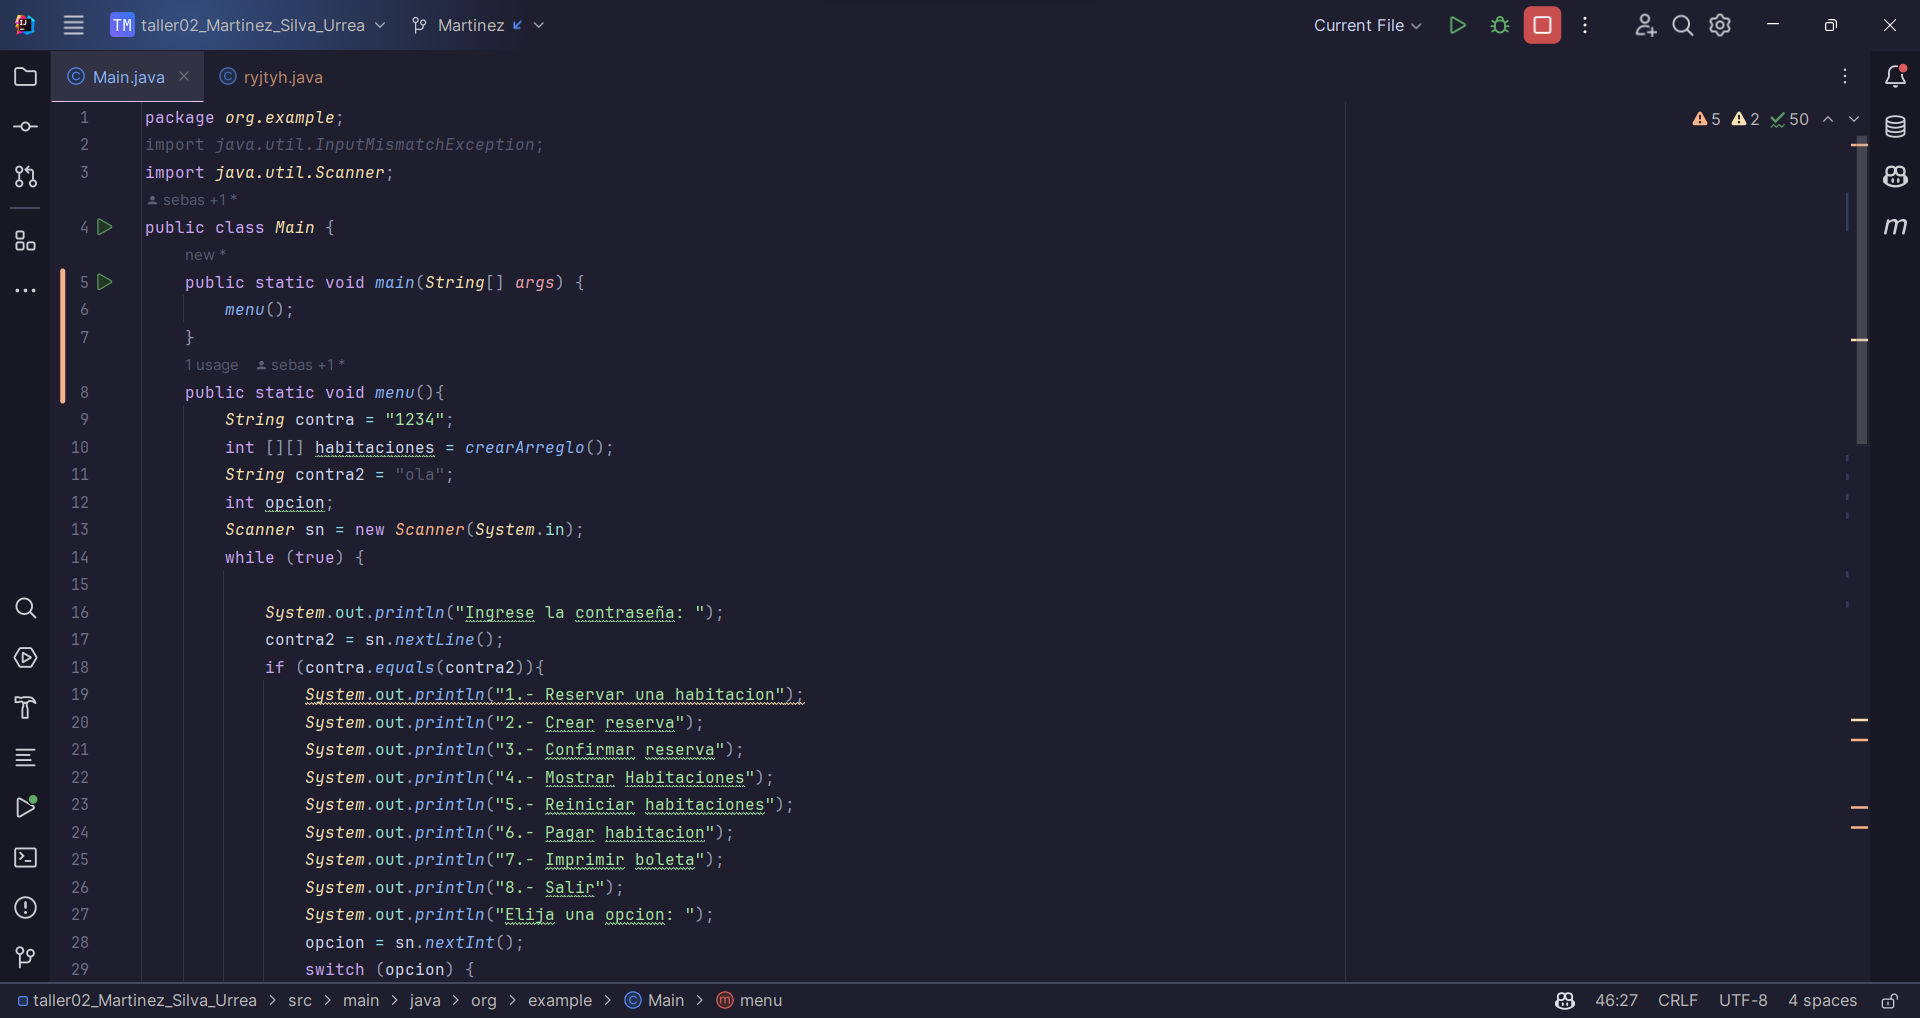 TM taller02_Martinez_Silva_Urrea Martinez Current File
Main.java ryjtyh.java
5 2 50
1 package org.example;
2 import java.util.InputMismatchException;
3 import java.util.Scanner;
sebas +1 *
4 public class Main {
new *
5 public static void main(String[] args) {
6 menu();
7 }
1 usage sebas +1 *
8 public static void menu(){
9 String contra = "1234";
10 int [][] habitaciones = crearArreglo();
11 String contra2 = "ola";
12 int opcion;
13 Scanner sn = new Scanner(System.in);
14 while (true) {
15
16 System.out.println("Ingrese la contraseña: ");
17 contra2 = sn.nextLine();
18 if (contra.equals(contra2)){
19 System.out.println("1.- Reservar una habitacion");
20 System.out.println("2.- Crear reserva");
21 System.out.println("3.- Confirmar reserva");
22 System.out.println("4.- Mostrar Habitaciones");
23 System.out.println("5.- Reiniciar habitaciones");
24 System.out.println("6.- Pagar habitacion");
25 System.out.println("7.- Imprimir boleta");
26 System.out.println("8.- Salir");
27 System.out.println("Elija una opcion: ");
28 opcion = sn.nextInt();
29 switch (opcion) {
taller02_Martinez_Silva_Urrea > src > main > java > org > example > Main > menu 46:27 CRLF UTF-8 4 spaces